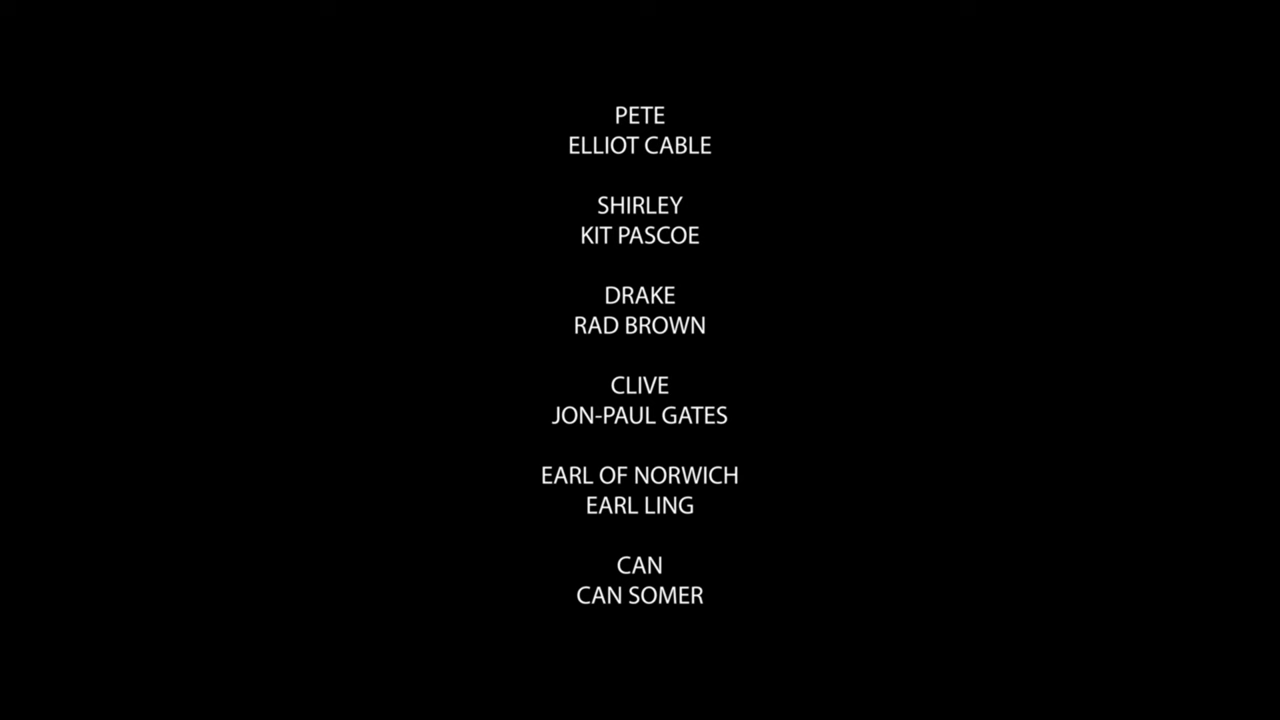 PETE
ELLIOT CABLE
SHIRLEY
KIT PASCOE
DRAKE
RAD BROWN
CLIVE
JON-PAUL GATES
EARL OF NORWICH
EARL LING
CAN
CAN SOMER